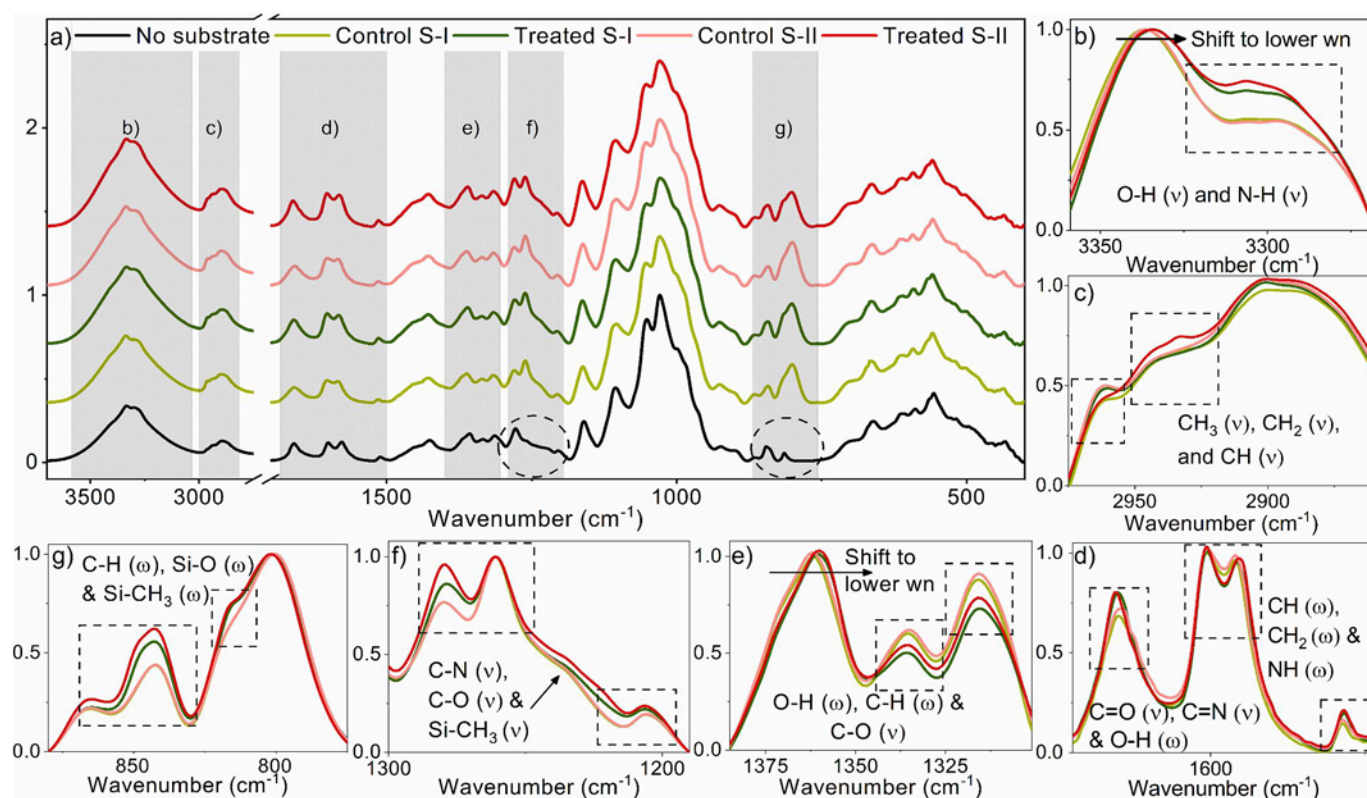 a) No substrate Control S-I Treated S-I Control S-II Treated S-II
b) c) d) e) f) g)
2
1
0
3500 3000 1500 1000 500
Wavenumber (cm-1)
b)
1.0
Shift to lower wn
0.5
O-H (ν) and N-H (ν)
0.0
3350 3300
Wavenumber (cm-1)
c)
1.0
0.5
CH3 (ν), CH2 (ν),
and CH (ν)
0.0
2950 2900
Wavenumber (cm-1)
g)
1.0
C-H (ω), Si-O (ω)
& Si-CH3 (ω)
0.5
0.0
850 800
Wavenumber (cm-1)
f)
1.0
0.5
C-N (ν),
C-O (ν) &
Si-CH3 (ν)
0.0
1300 1200
Wavenumber (cm-1)
e)
1.0
Shift to
lower wn
0.5
O-H (ω), C-H (ω) &
C-O (ν)
0.0
1375 1350 1325
Wavenumber (cm-1)
d)
1.0
CH (ω),
CH2 (ω) &
NH (ω)
0.5
C=O (ν), C=N (ν)
& O-H (ω)
0.0
1600
Wavenumber (cm-1)